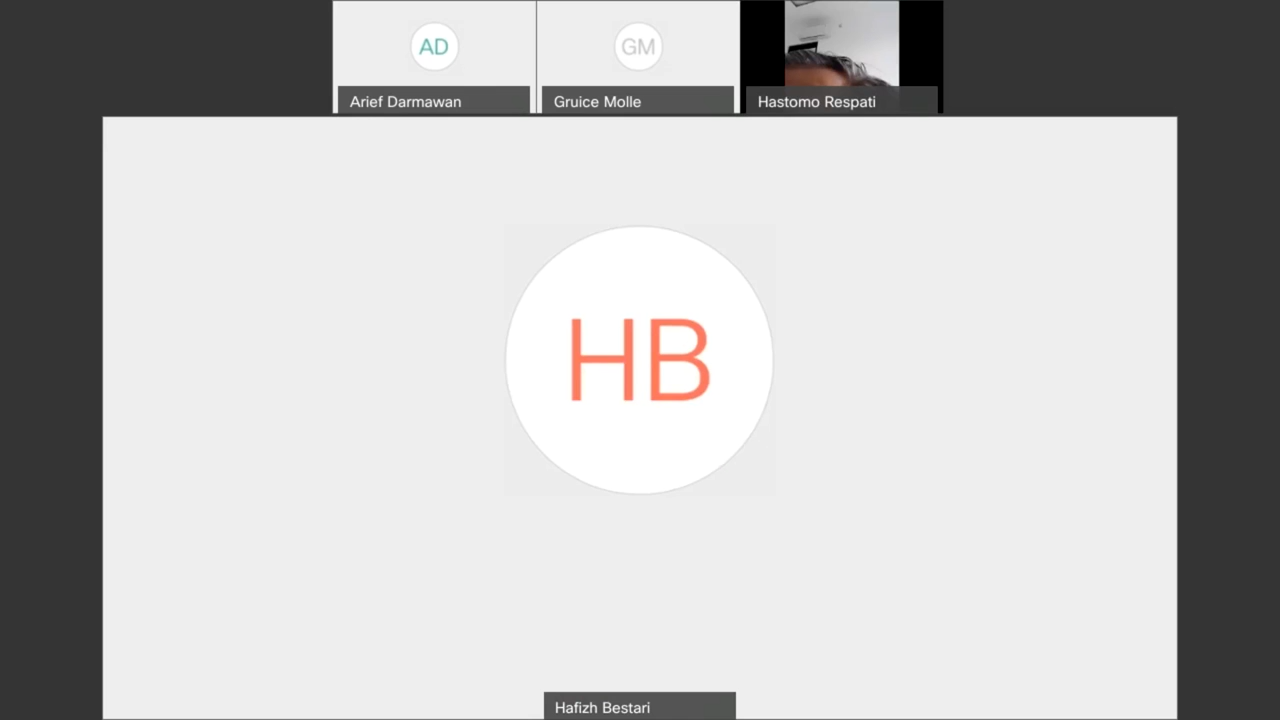 AD
GM
Arief Darmawan
Gruice Molle
Hastomo Respati
HB
Hafizh Bestari